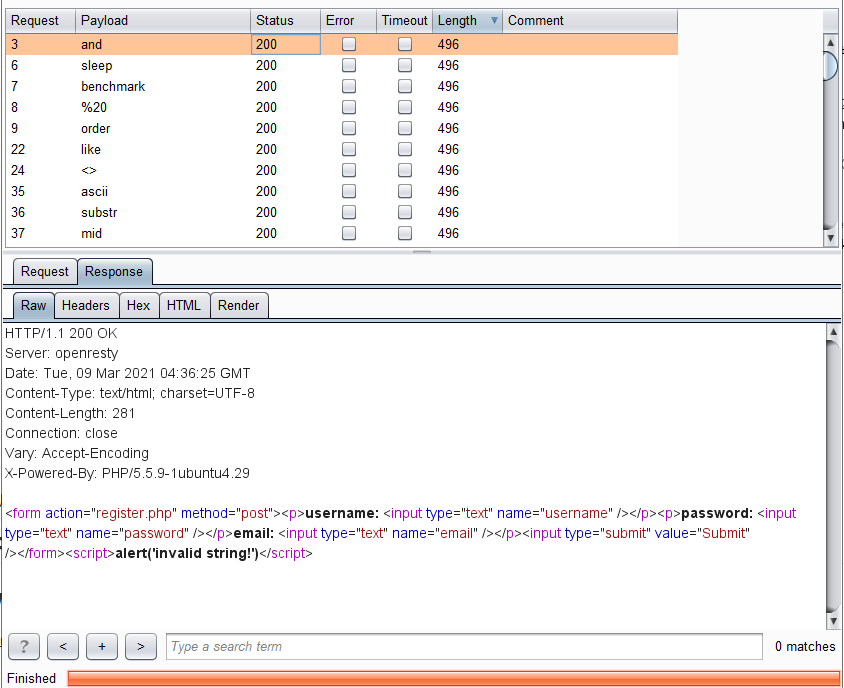 Request Payload Status Error Timeout Length Comment
3 and 200 496
6 sleep 200 496
7 benchmark 200 496
8 %20 200 496
9 order 200 496
22 like 200 496
24 <> 200 496
35 ascii 200 496
36 substr 200 496
37 mid 200 496
Request Response
Raw Headers Hex HTML Render
HTTP/1.1 200 OK
Server: openresty
Date: Tue, 09 Mar 2021 04:36:25 GMT
Content-Type: text/html; charset=UTF-8
Content-Length: 281
Connection: close
Vary: Accept-Encoding
X-Powered-By: PHP/5.5.9-1ubuntu4.29
<form action="register.php" method="post"><p>username: <input type="text" name="username" /></p><p>password: <input
type="text" name="password" /></p>email: <input type="text" name="email" /></p><input type="submit" value="Submit"
/></form><script>alert('invalid string!')</script>
? < + > Type a search term 0 matches
Finished